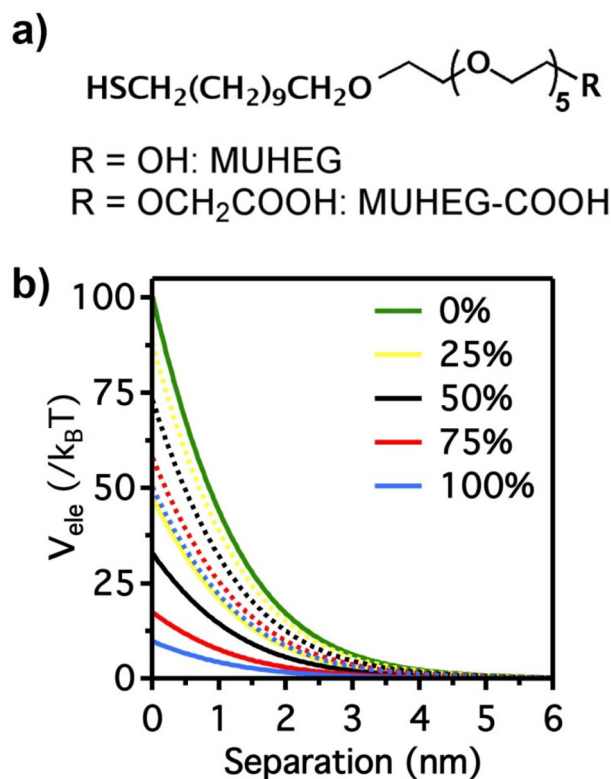 a)
HSCH₂(CH₂)₉CH₂O (O )₅ R
R = OH: MUHEG
R = OCH₂COOH: MUHEG-COOH
b)
100
75
50
25
0
Vele (/kBT)
0%
25%
50%
75%
100%
0 1 2 3 4 5 6
Separation (nm)